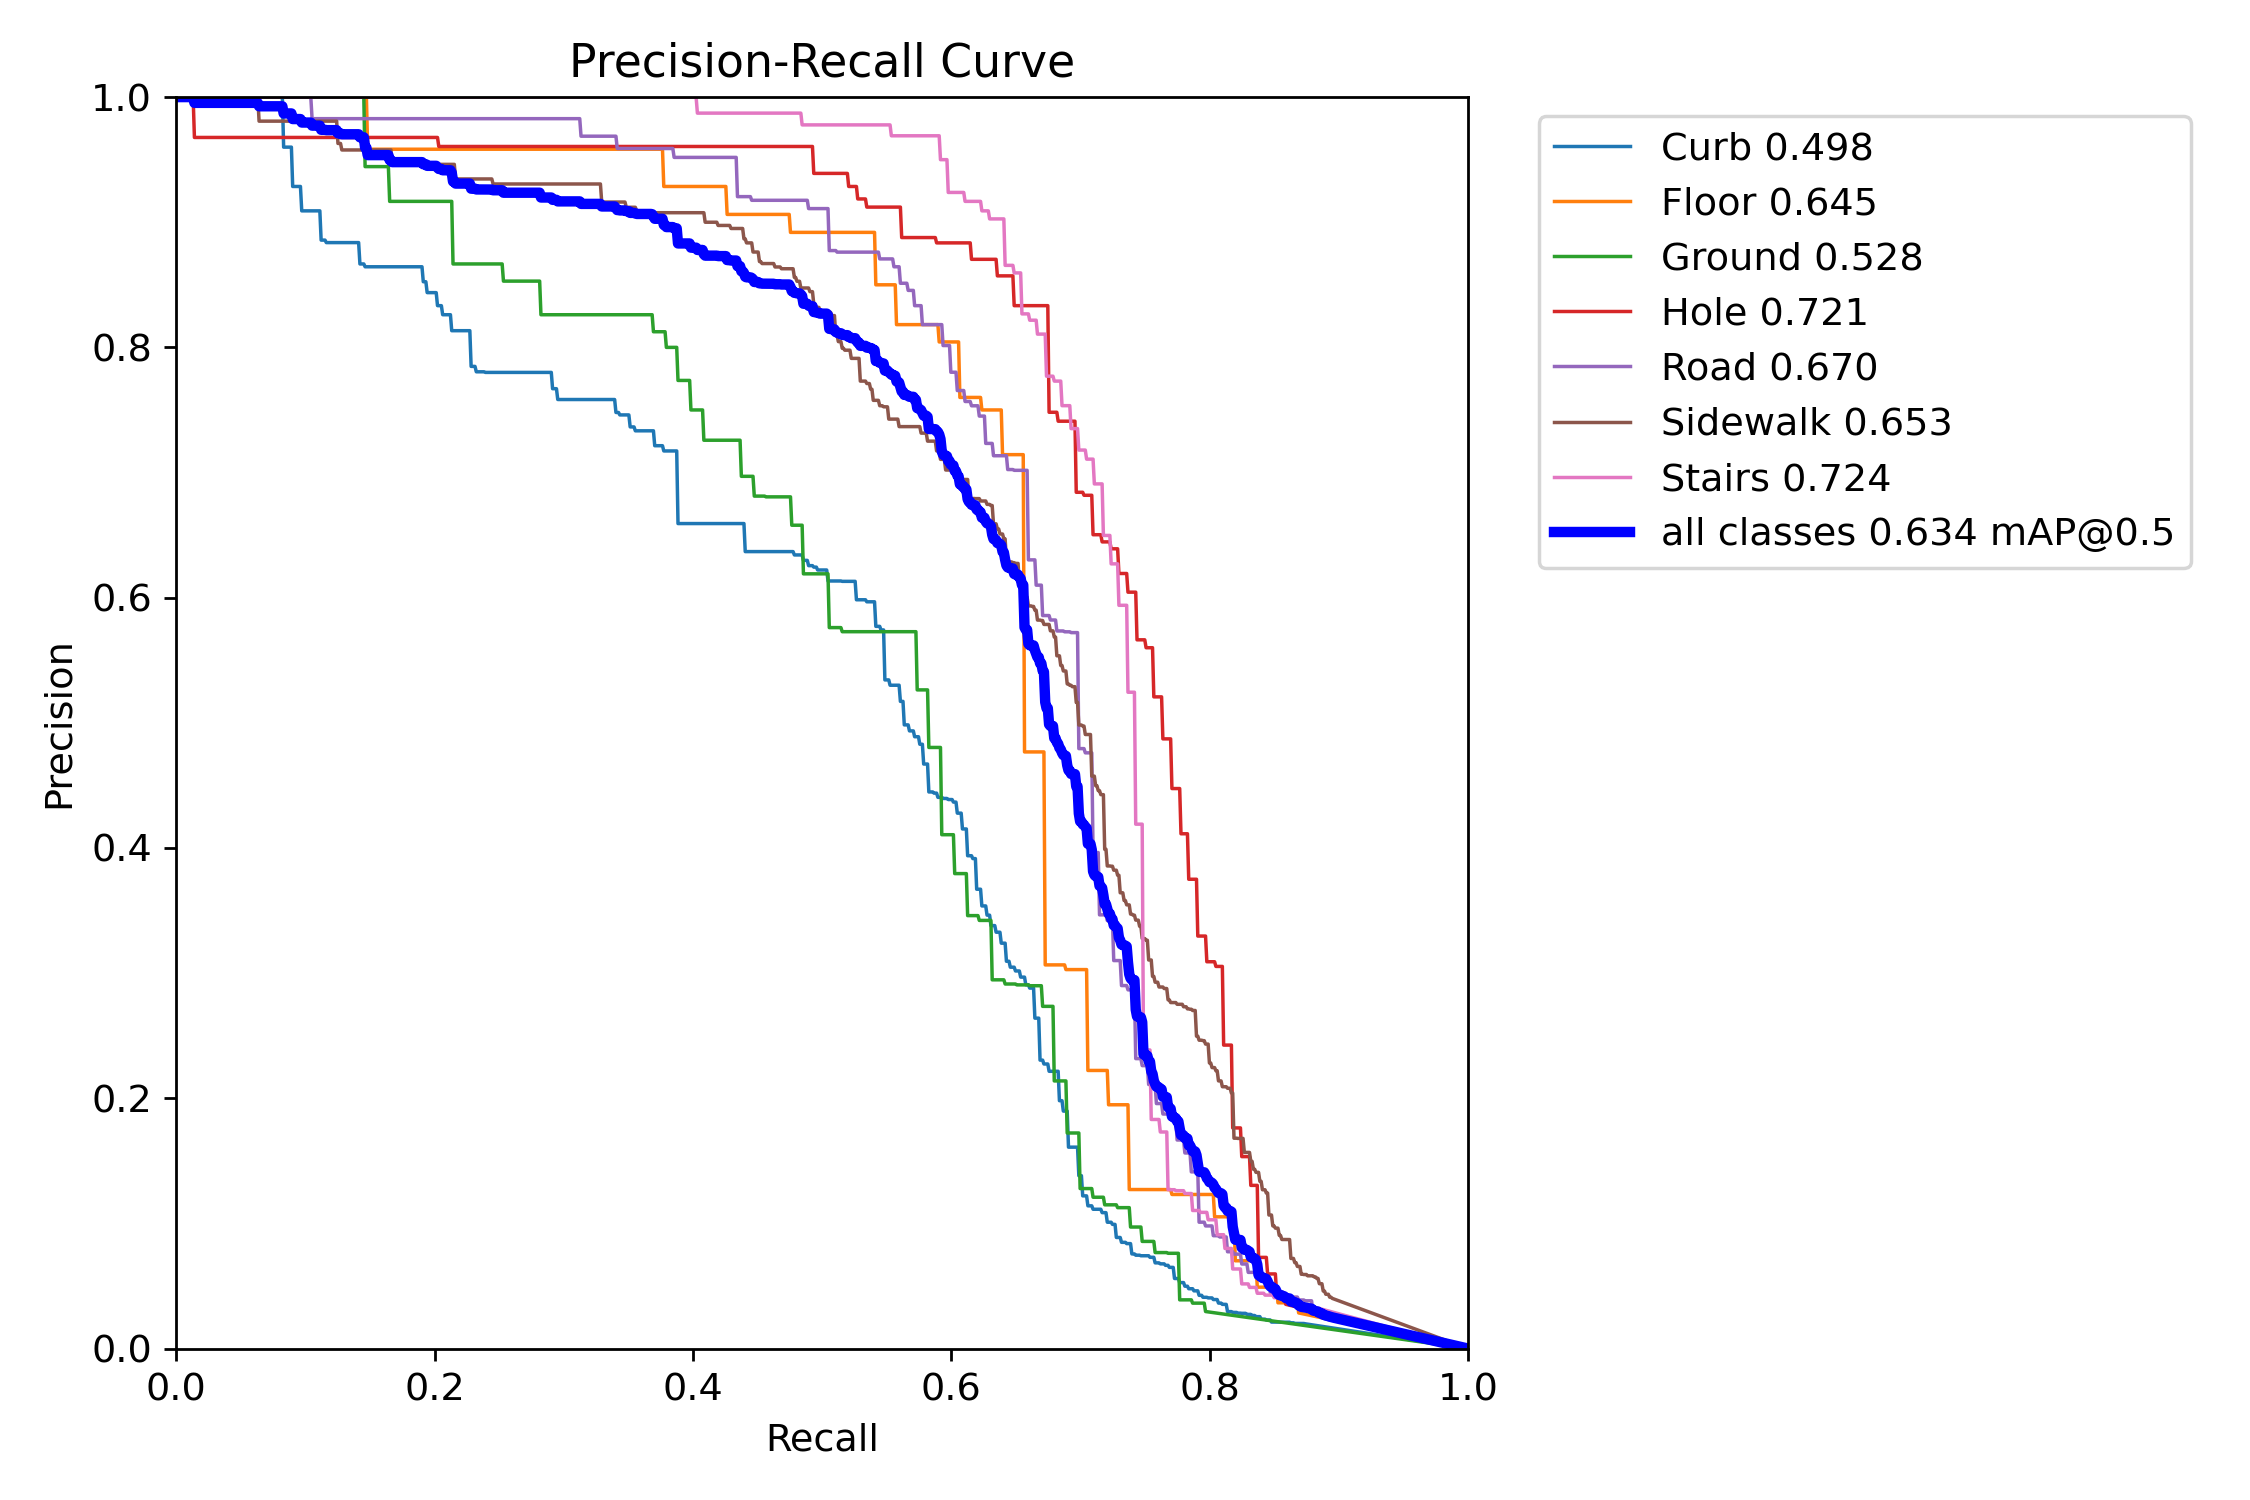 Precision-Recall Curve
1.0
0.8
0.6
0.4
0.2
0.0
Precision
0.0 0.2 0.4 0.6 0.8 1.0
Recall
Curb 0.498
Floor 0.645
Ground 0.528
Hole 0.721
Road 0.670
Sidewalk 0.653
Stairs 0.724
all classes 0.634 mAP@0.5